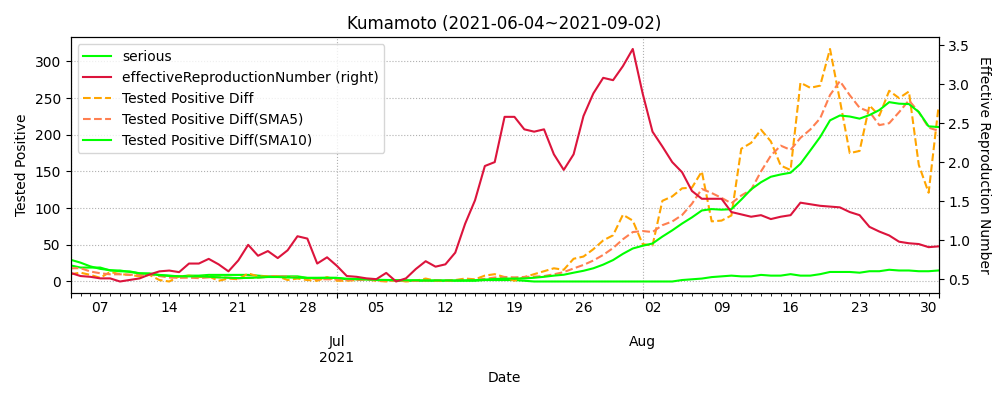 Kumamoto (2021-06-04~2021-09-02)
serious
effectiveReproductionNumber (right)
Tested Positive Diff
Tested Positive Diff(SMA5)
Tested Positive Diff(SMA10)
Tested Positive
300
250
200
150
100
50
0
3.5
3.0
2.5
2.0
1.5
1.0
0.5
Effective Reproduction Number
07 14 21 28 05 12 19 26 02 09 16 23 30
Jul Aug
2021
Date